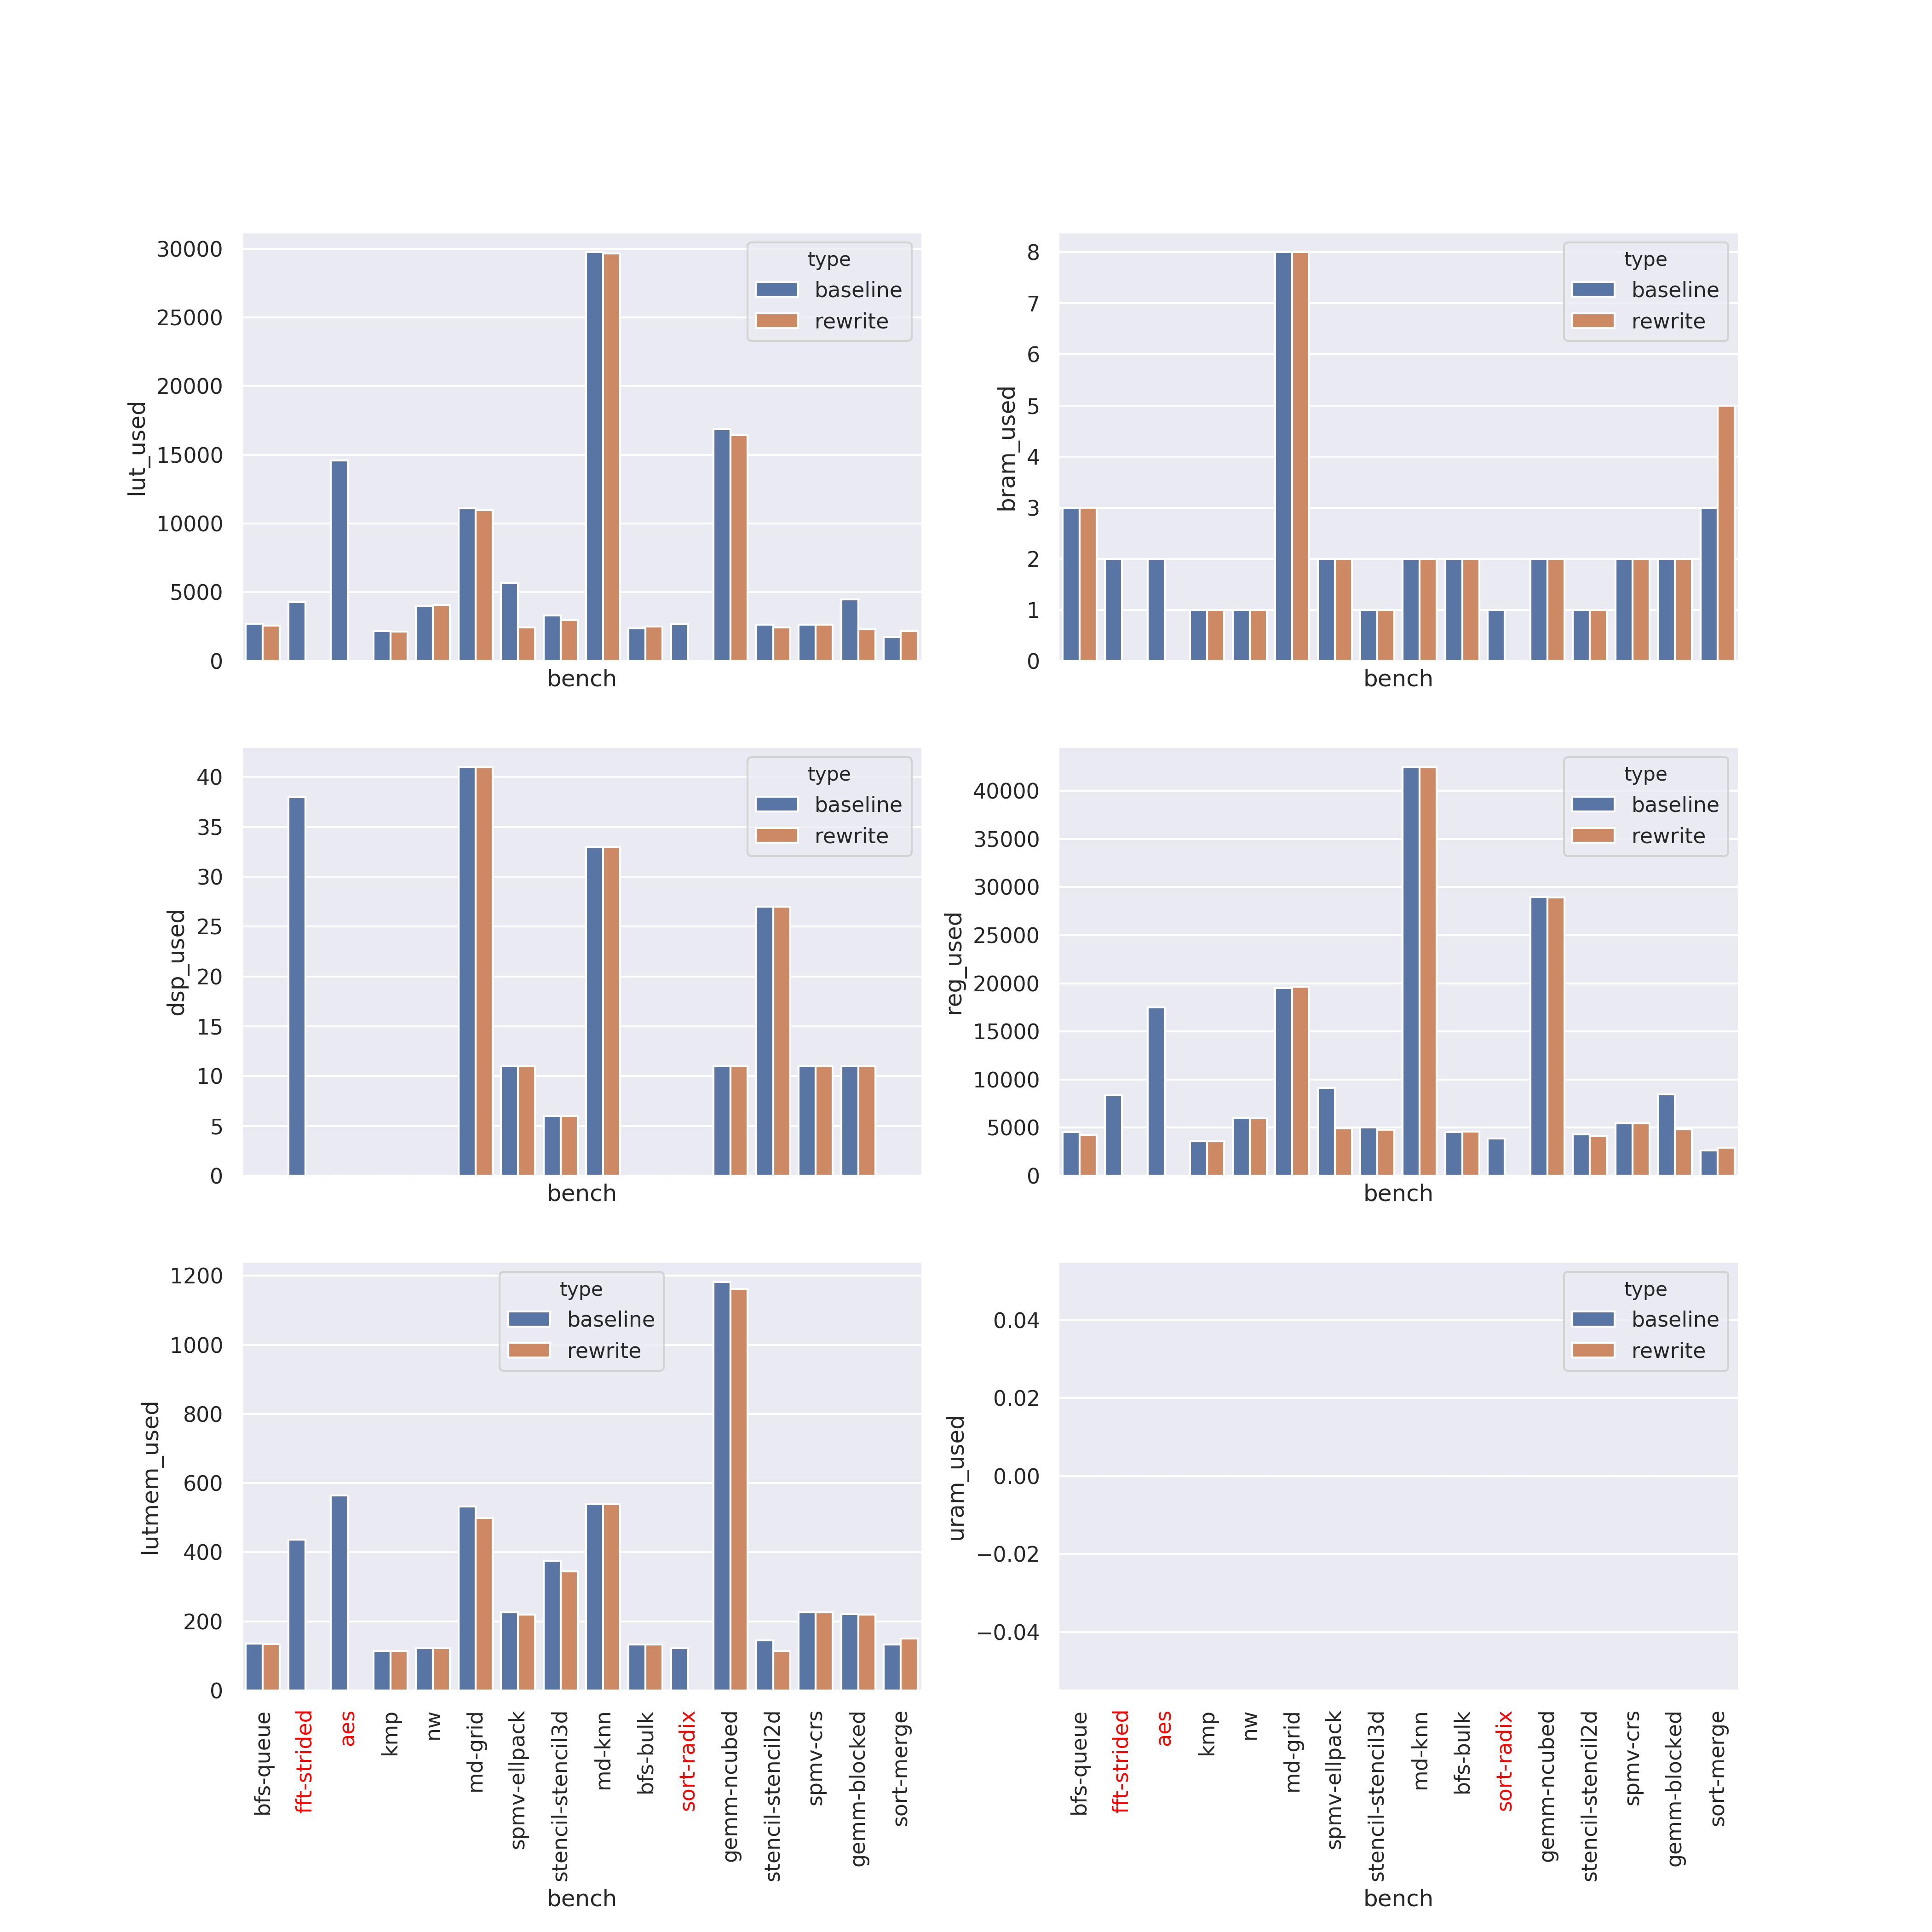 30000
25000
20000
15000
10000
5000
0
lut_used
bench
type
baseline
rewrite
8
7
6
5
4
3
2
1
0
bram_used
bench
type
baseline
rewrite
40
35
30
25
20
15
10
5
0
dsp_used
bench
type
baseline
rewrite
40000
35000
30000
25000
20000
15000
10000
5000
0
reg_used
bench
type
baseline
rewrite
1200
1000
800
600
400
200
0
lutmem_used
type
baseline
rewrite
bfs-queue
fft-strided
aes
kmp
nw
md-grid
spmv-ellpack
stencil-stencil3d
md-knn
bfs-bulk
sort-radix
gemm-ncubed
stencil-stencil2d
spmv-crs
gemm-blocked
sort-merge
bench
0.04
0.02
0.00
−0.02
−0.04
uram_used
type
baseline
rewrite
bfs-queue
fft-strided
aes
kmp
nw
md-grid
spmv-ellpack
stencil-stencil3d
md-knn
bfs-bulk
sort-radix
gemm-ncubed
stencil-stencil2d
spmv-crs
gemm-blocked
sort-merge
bench